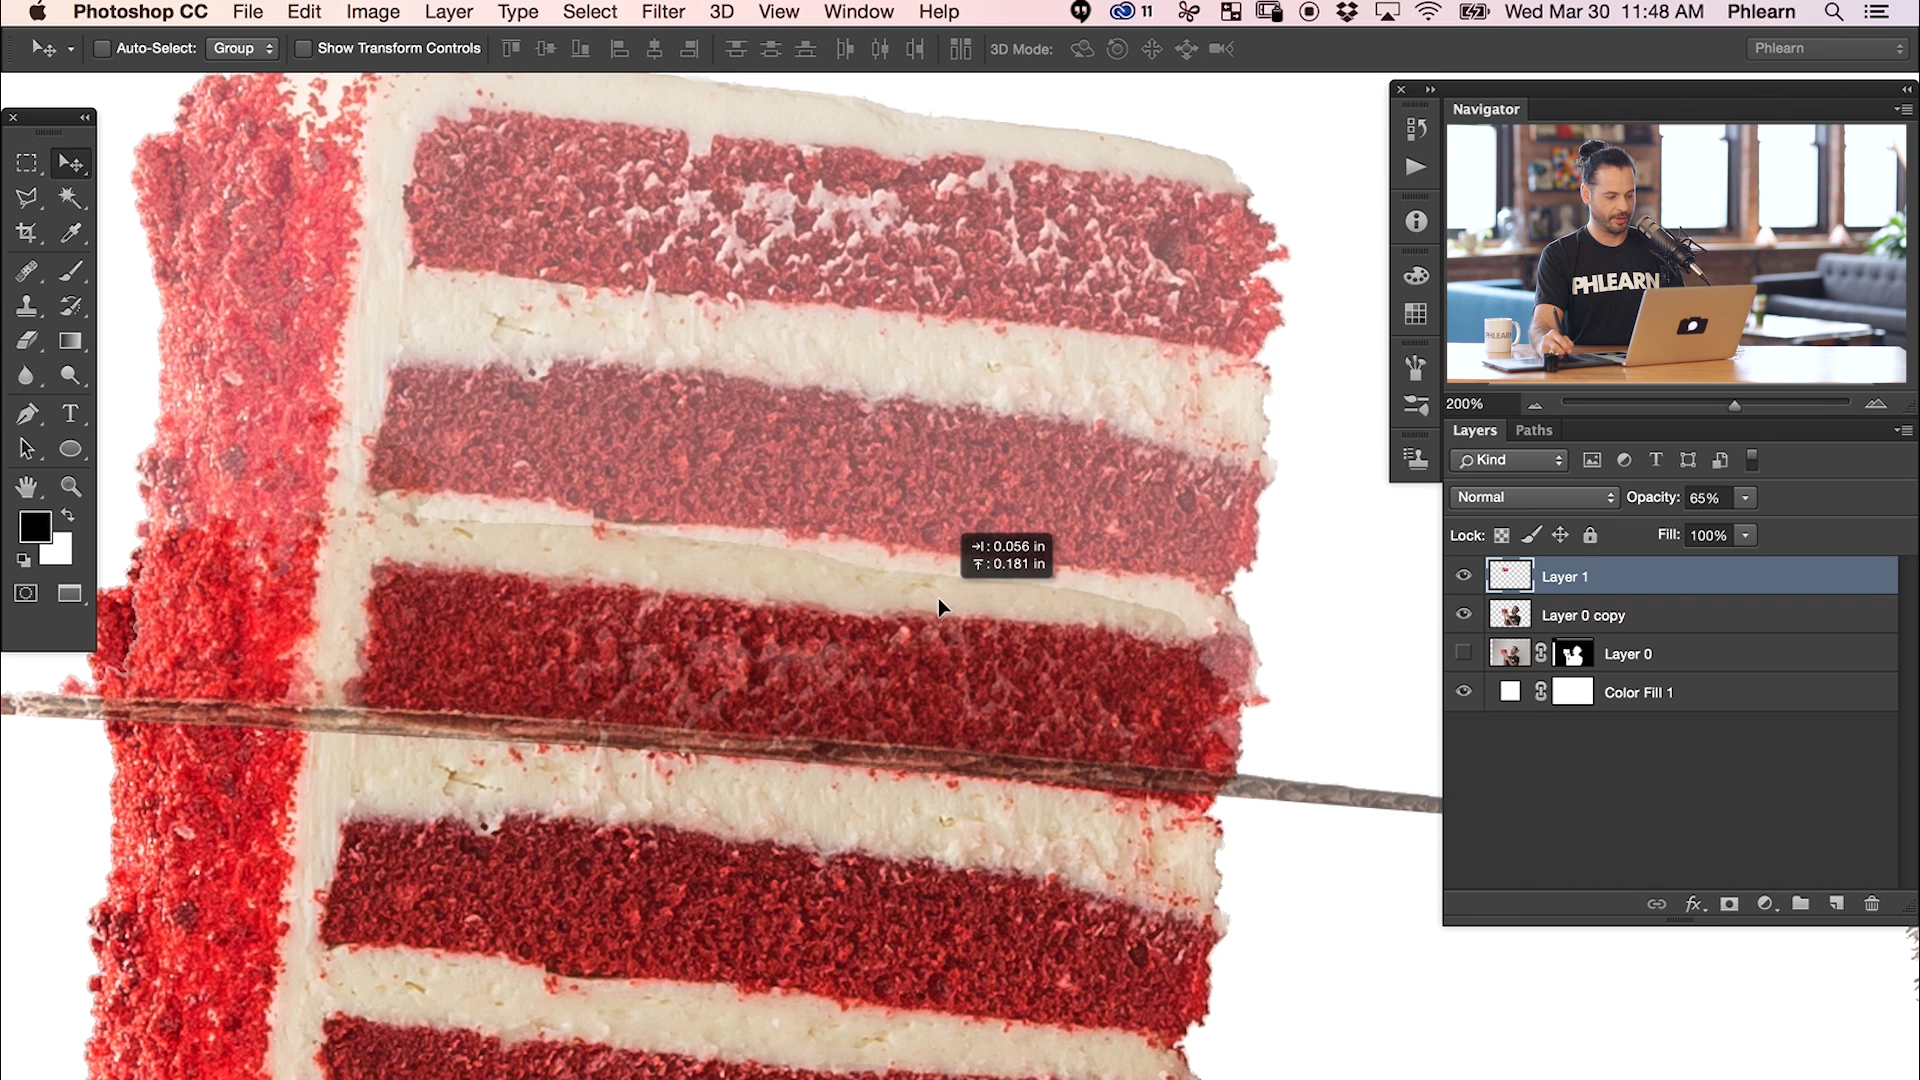 Photoshop CC File Edit Image Layer Type Select Filter 3D View Window Help 11 Wed Mar 30 11:48 AM Phlearn
Auto-Select: Group Show Transform Controls 3D Mode: Phlearn
Navigator
PHLEARN
PHLEARN
200%
Layers Paths
Kind
Normal Opacity: 65%
Lock: Fill: 100%
: 0.056 in
: 0.181 in
Layer 1
Layer 0 copy
Layer 0
Color Fill 1
fx